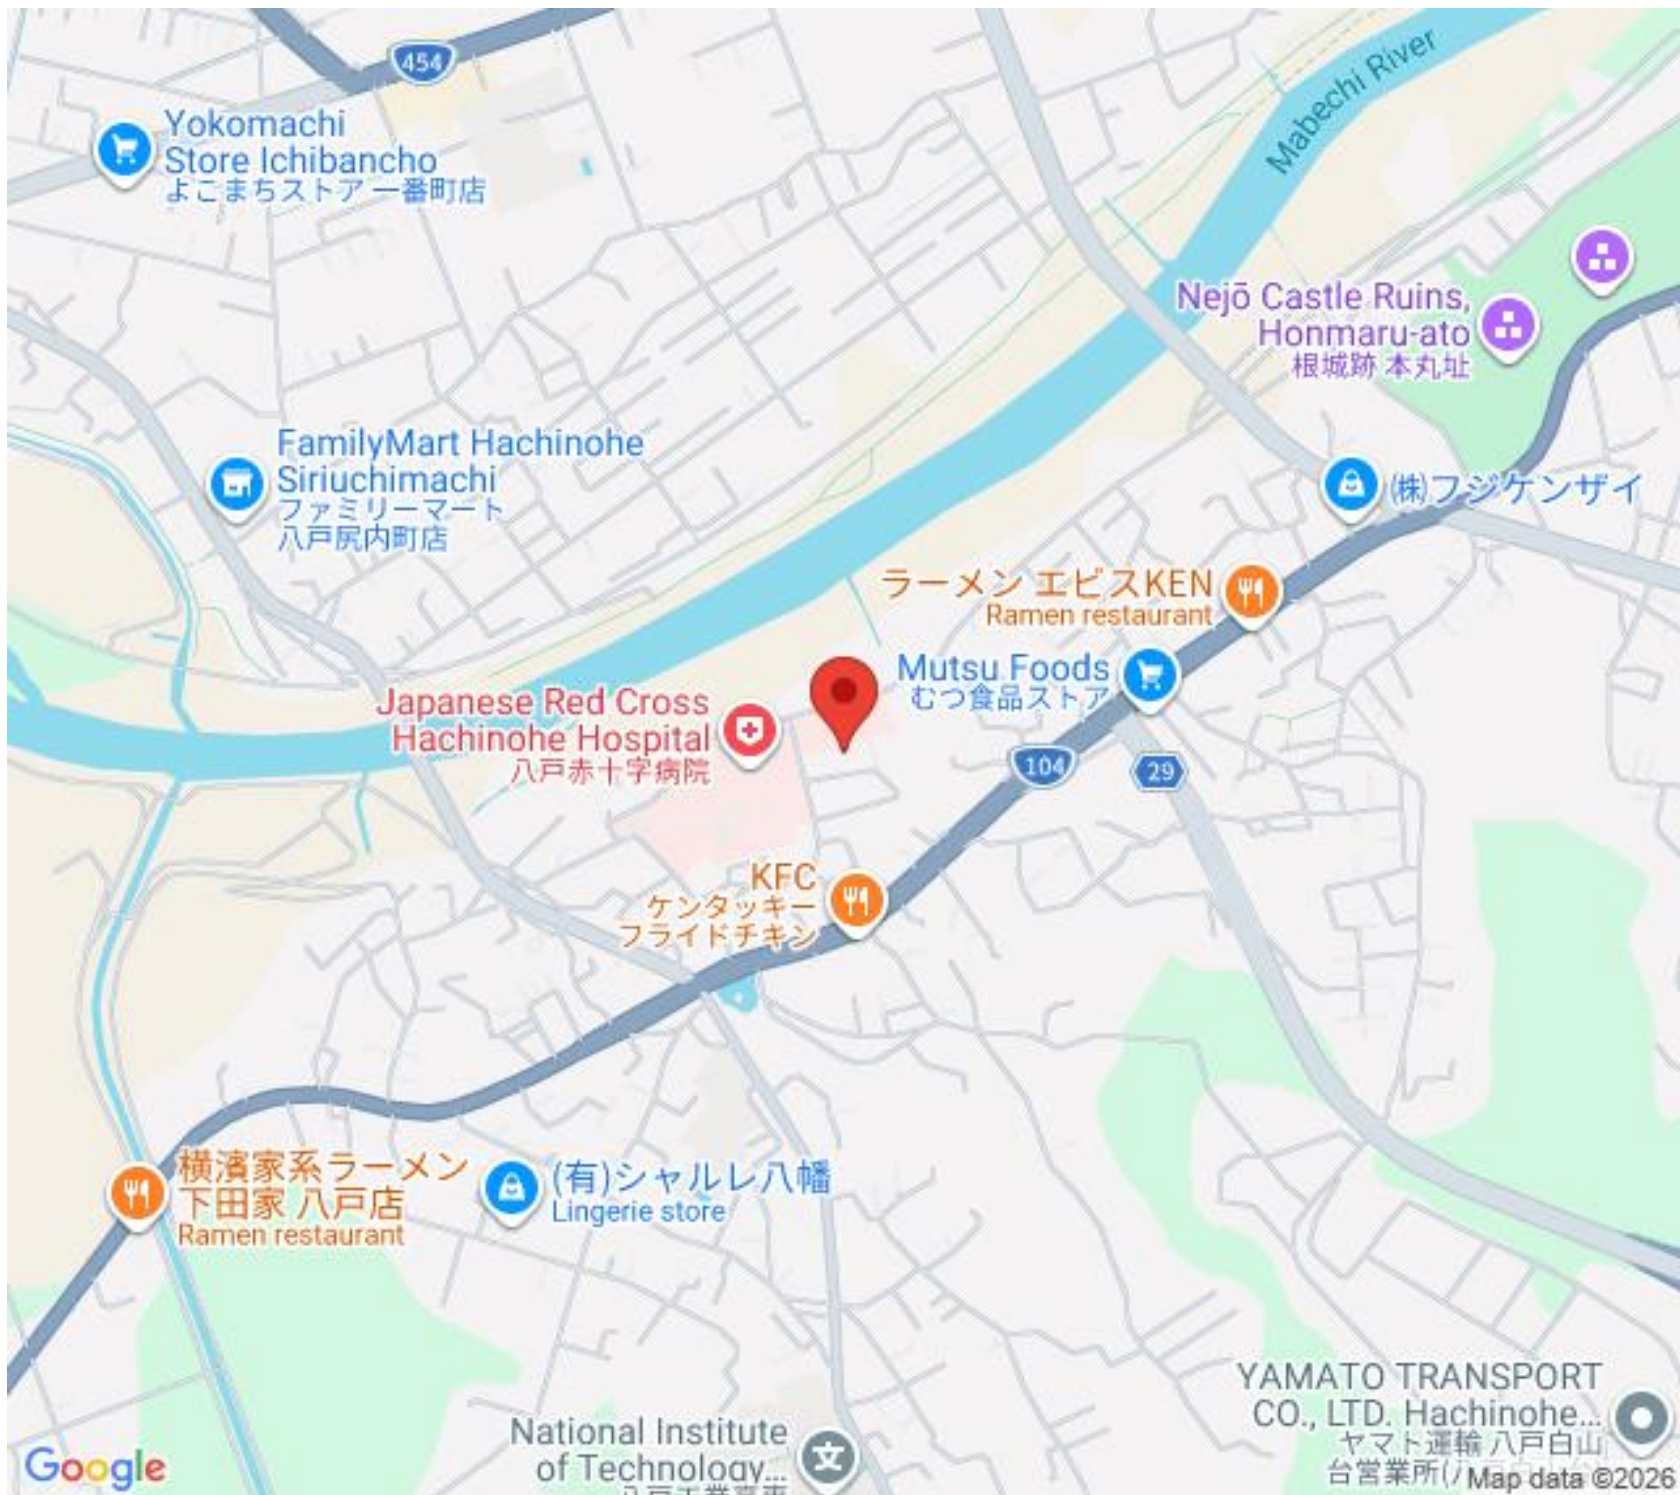 454
Mabechi River
Yokomachi
Store Ichibancho
よこまちストア 一番町店
Nejō Castle Ruins,
Honmaru-ato
根城跡 本丸址
FamilyMart Hachinohe
Siriuchimachi
ファミリーマート
八戸尻内町店
(株)フジケンザイ
ラーメン エビスKEN
Ramen restaurant
Mutsu Foods
むつ食品ストア
Japanese Red Cross
Hachinohe Hospital
八戸赤十字病院
104
29
KFC
ケンタッキー
フライドチキン
横濱家系ラーメン
下田家 八戸店
Ramen restaurant
(有)シャルレ八幡
Lingerie store
YAMATO TRANSPORT
CO., LTD. Hachinohe...
ヤマト運輸 八戸白山
台営業所(八
National Institute
of Technology...
文
Google
Map data ©2026